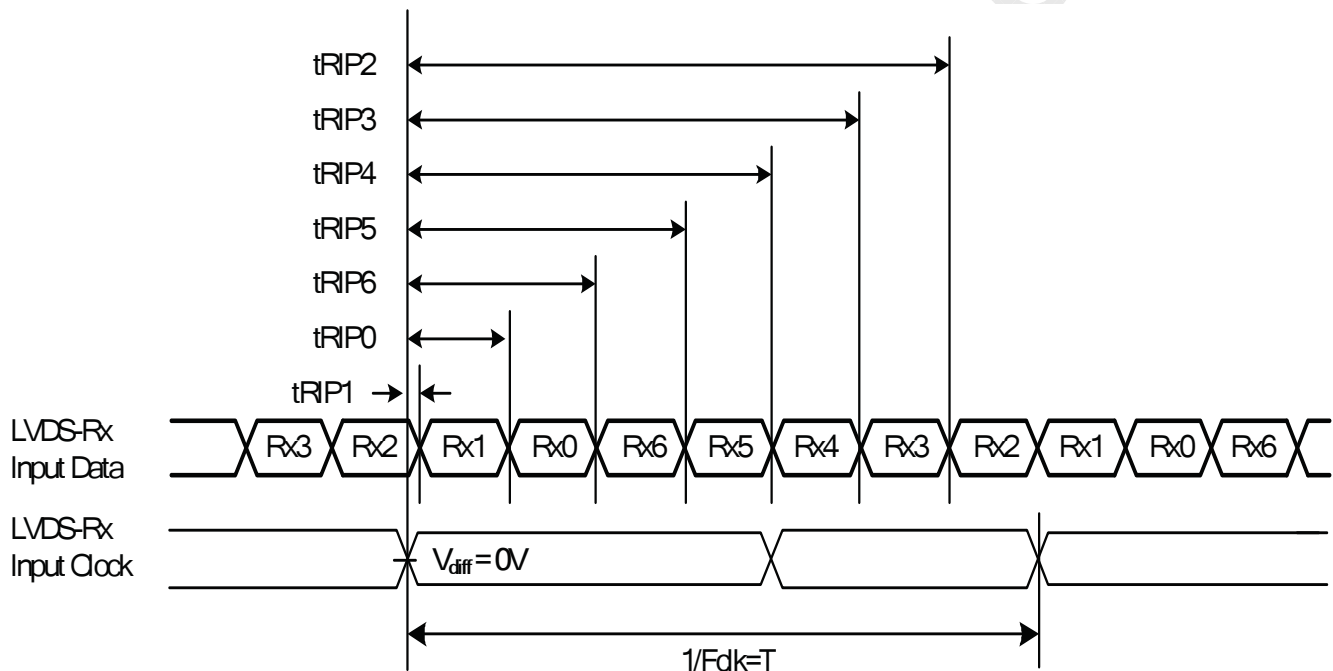 tRIP2
tRIP3
tRIP4
tRIP5
tRIP6
tRIP0
tRIP1
LVDS-Rx
Input Data
Rx3 Rx2 Rx1 Rx0 Rx6 Rx5 Rx4 Rx3 Rx2 Rx1 Rx0 Rx6
LVDS-Rx
Input Clock
Vdiff = 0V
1/Fclk=T